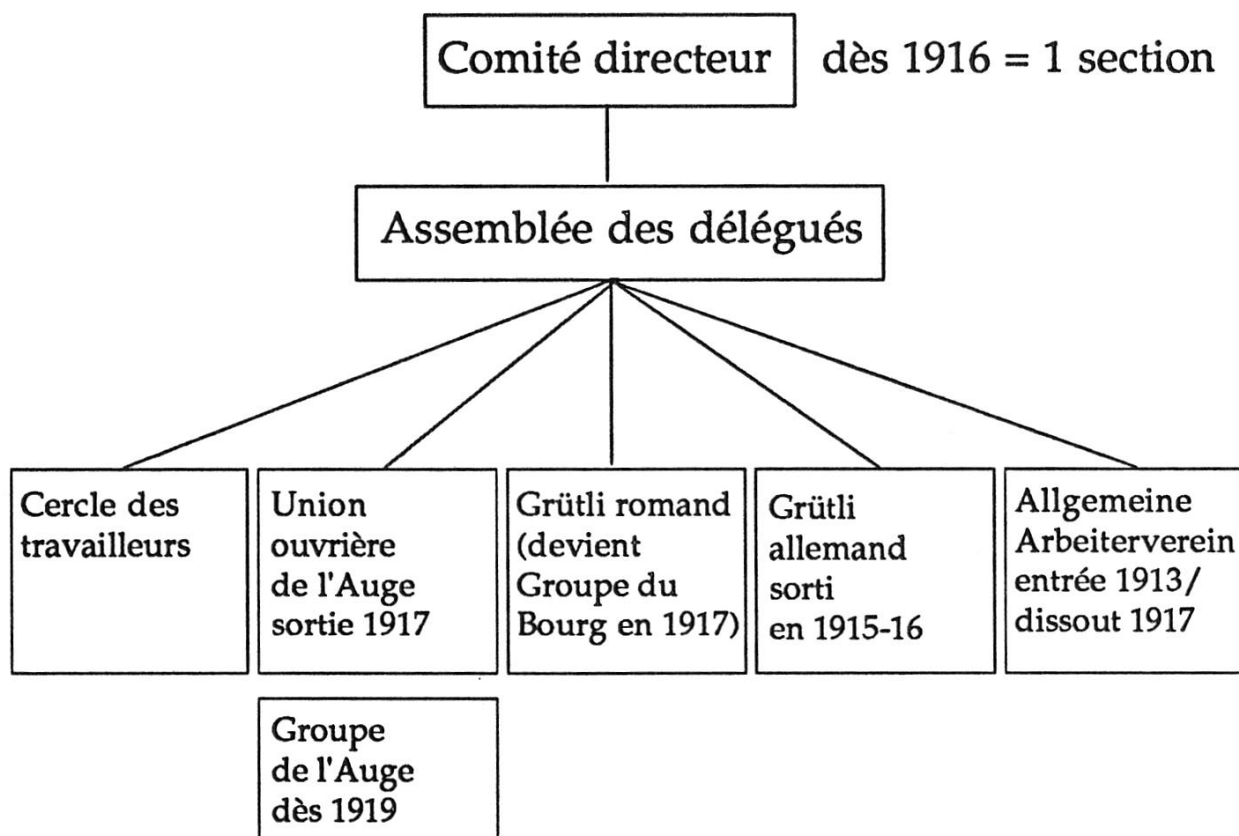 Comité directeur
dès 1916 = 1 section
Assemblée des délégués
Cercle des
travailleurs
Union
ouvrière
de l'Auge
sortie 1917
Grütli romand
(devient
Groupe du
Bourg en 1917)
Grütli
allemand
sorti
en 1915-16
Allgemeine
Arbeiterverein
entrée 1913/
dissout 1917
Groupe
de l'Auge
dès 1919